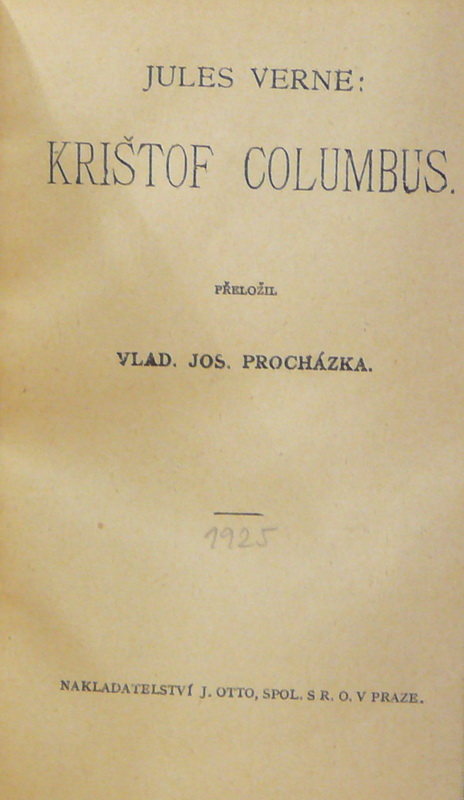 JULES VERNE:
KRIŠTOF COLUMBUS.
PŘELOŽIL
VLAD. JOS. PROCHÁZKA.
1925
NAKLADATELSTVÍ J. OTTO, SPOL. S R. O. V PRAZE.